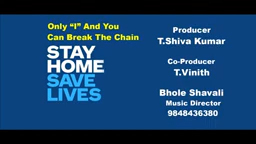 Only “I” And You
Can Break The Chain
STAY
HOME
SAVE
LIVES
Producer
T.Shiva Kumar
Co-Producer
T.Vinith
Bhole Shavali
Music Director
9848436380